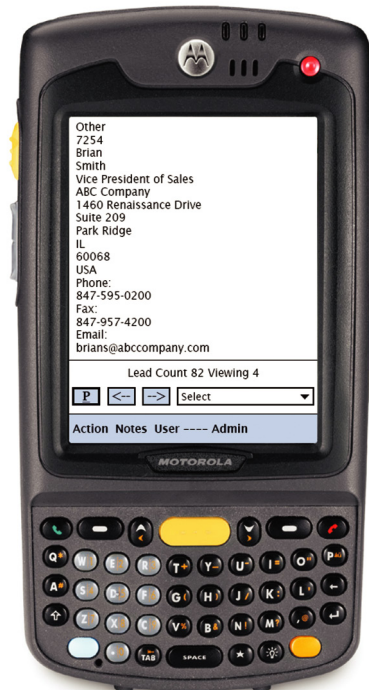 Other
7254
Brian
Smith
Vice President of Sales
ABC Company
1460 Renaissance Drive
Suite 209
Park Ridge
IL
60068
USA
Phone:
847-595-0200
Fax:
847-957-4200
Email:
brians@abccompany.com
Lead Count 82 Viewing 4
P <-- --> Select
Action Notes User ---- Admin
MOTOROLA
Q W E R T Y U I O P
A S D F G H J K L
Z X C V B N M
TAB SPACE